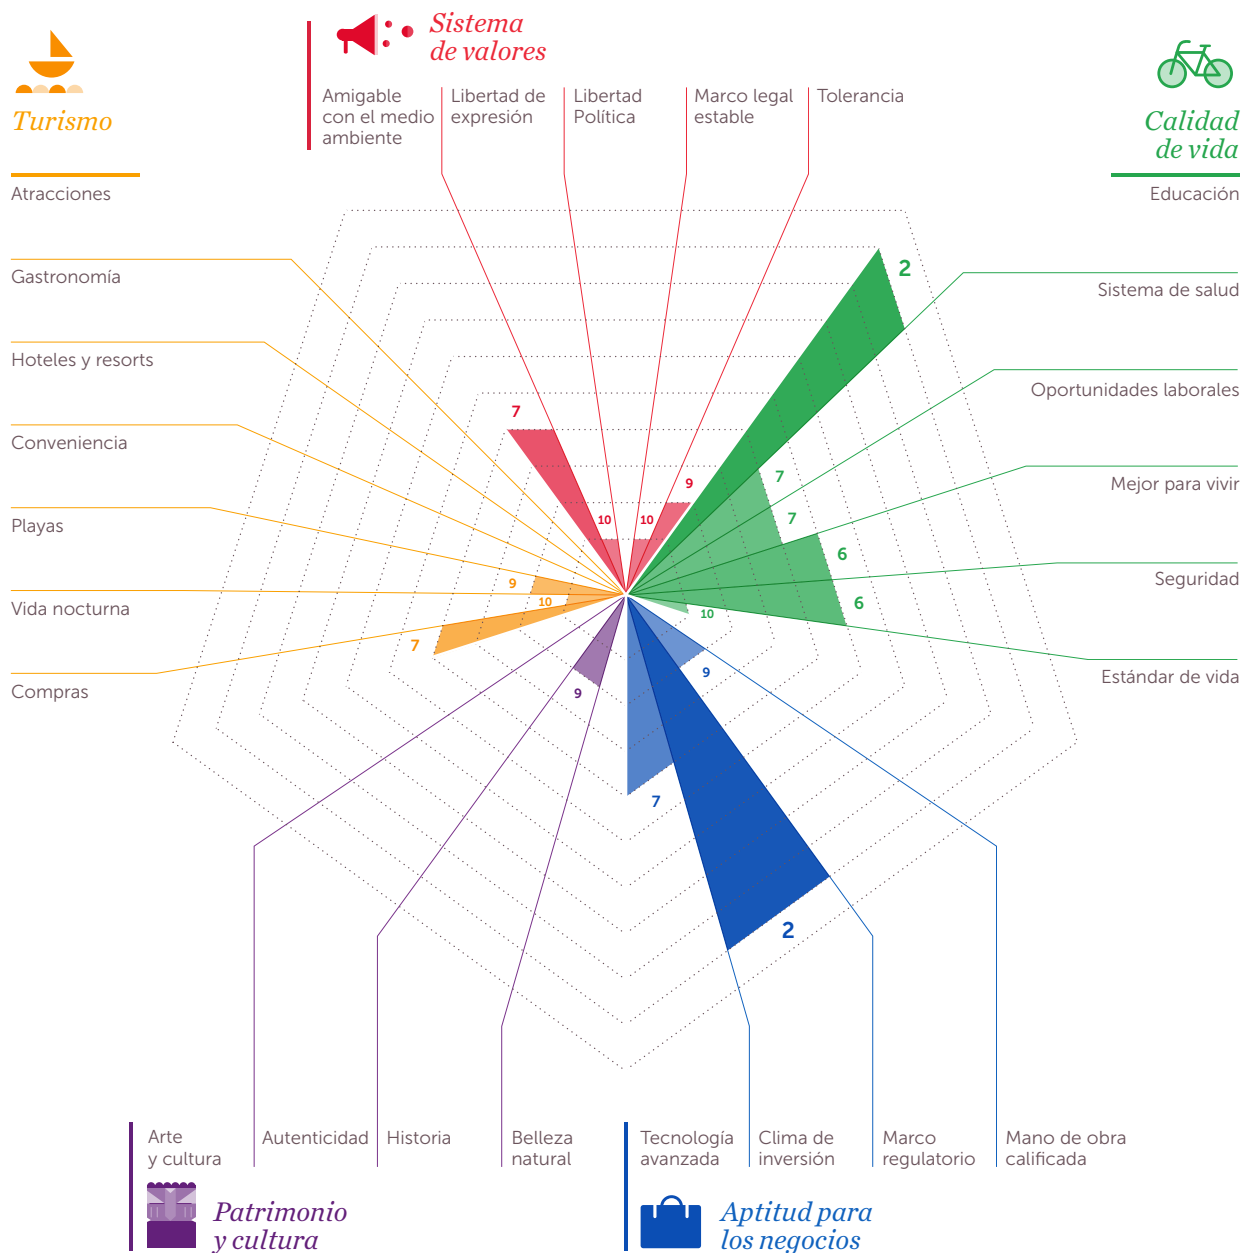 Sistema
de valores
Turismo
Calidad
de vida
Amigable
con el medio
ambiente
Libertad de
expresión
Libertad
Política
Marco legal
estable
Tolerancia
Atracciones
Gastronomía
Hoteles y resorts
Conveniencia
Playas
Vida nocturna
Compras
Educación
Sistema de salud
Oportunidades laborales
Mejor para vivir
Seguridad
Estándar de vida
2
7
7
9
7
10
10
6
9
10
6
10
7
9
9
7
2
Arte
y cultura
Autenticidad
Historia
Belleza
natural
Tecnología
avanzada
Clima de
inversión
Marco
regulatorio
Mano de obra
calificada
Patrimonio
y cultura
Aptitud para
los negocios